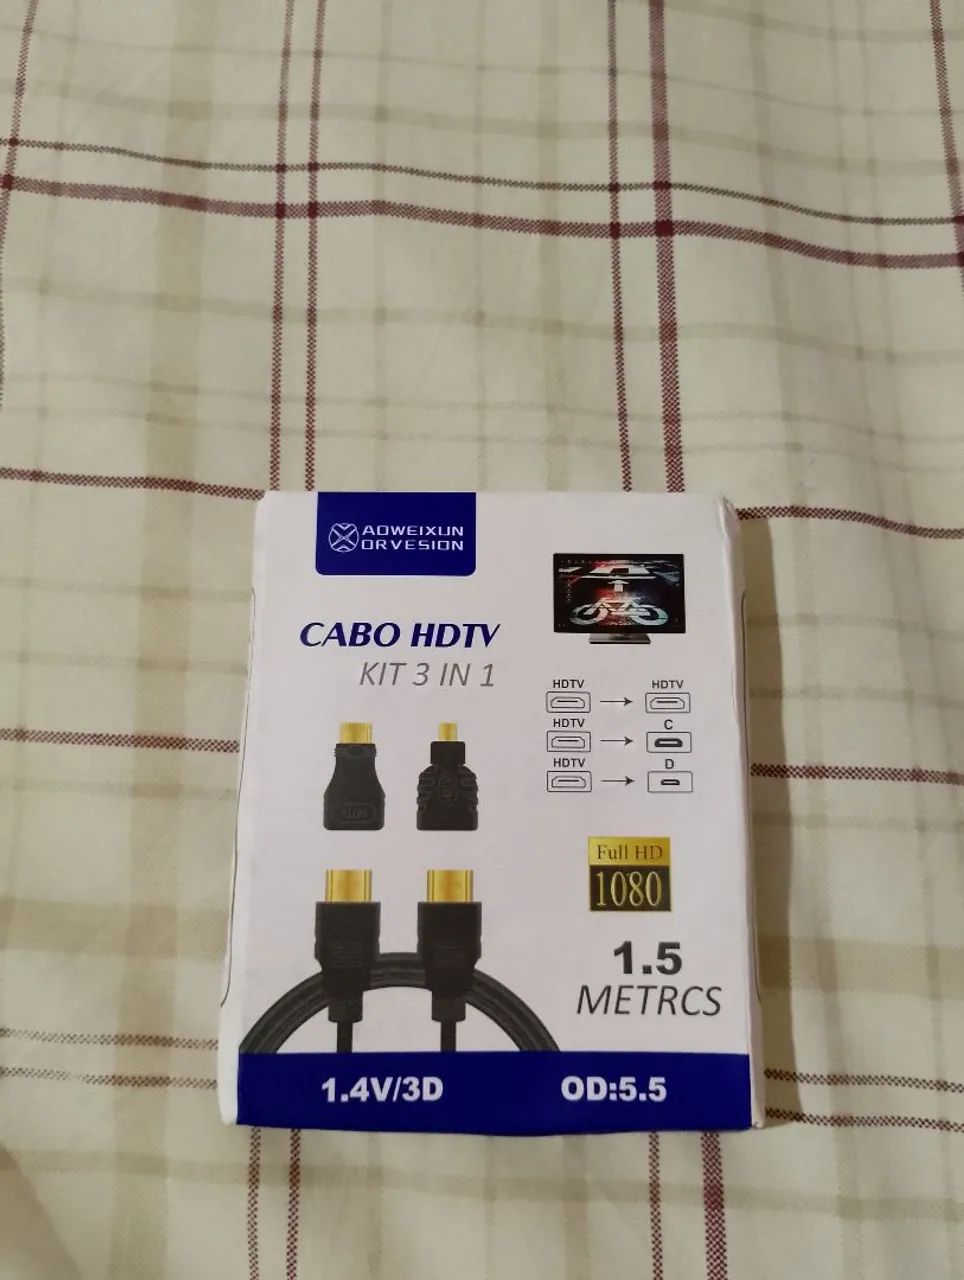 AOWEIXUN
ORVESION
CABO HDTV
KIT 3 IN 1
HDTV HDTV
HDTV C
HDTV D
Full HD
1080
1.5
METRCS
1.4V/3D OD:5.5